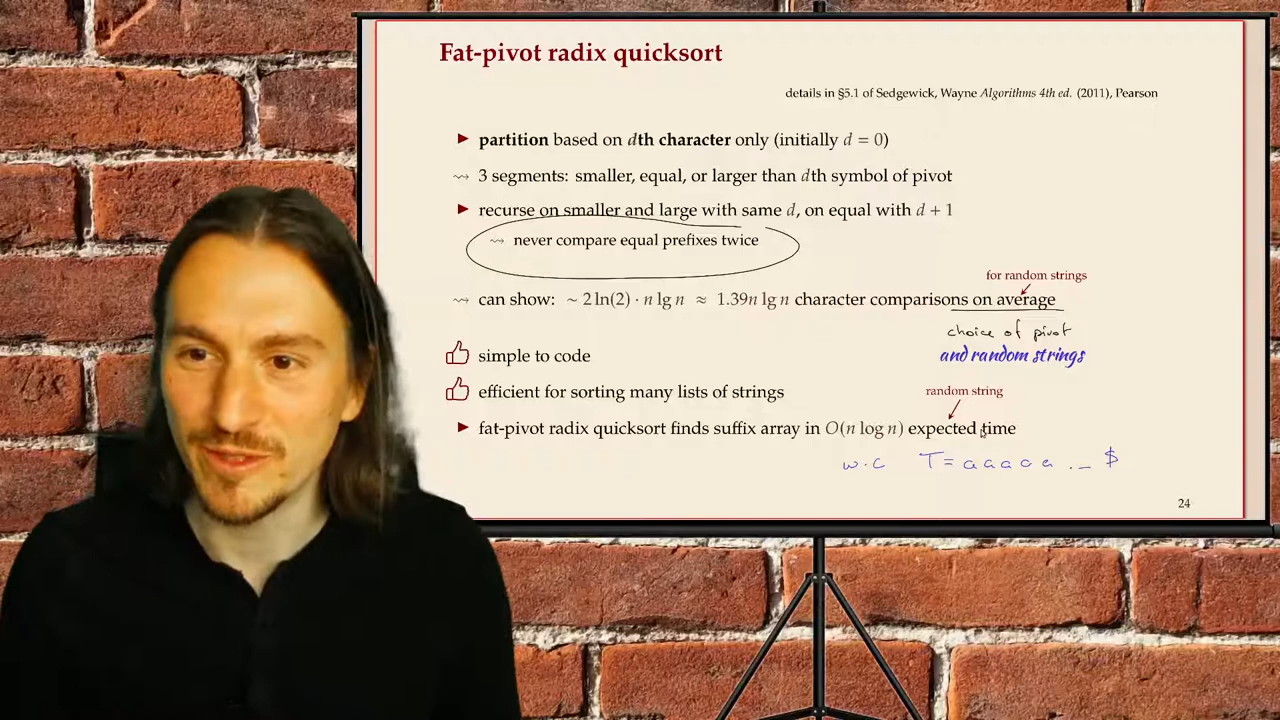 Fat-pivot radix quicksort
details in §5.1 of Sedgewick, Wayne Algorithms 4th ed. (2011), Pearson
▶ partition based on dth character only (initially d = 0)
⇝ 3 segments: smaller, equal, or larger than dth symbol of pivot
▶ recurse on smaller and large with same d, on equal with d + 1
⇝ never compare equal prefixes twice
for random strings
⇝ can show: ∼ 2 ln(2) · n lg n ≈ 1.39n lg n character comparisons on average
choice of pivot
and random strings
simple to code
efficient for sorting many lists of strings
random string
▶ fat-pivot radix quicksort finds suffix array in O(n log n) expected time
w.c T = a a a a a ... $
24